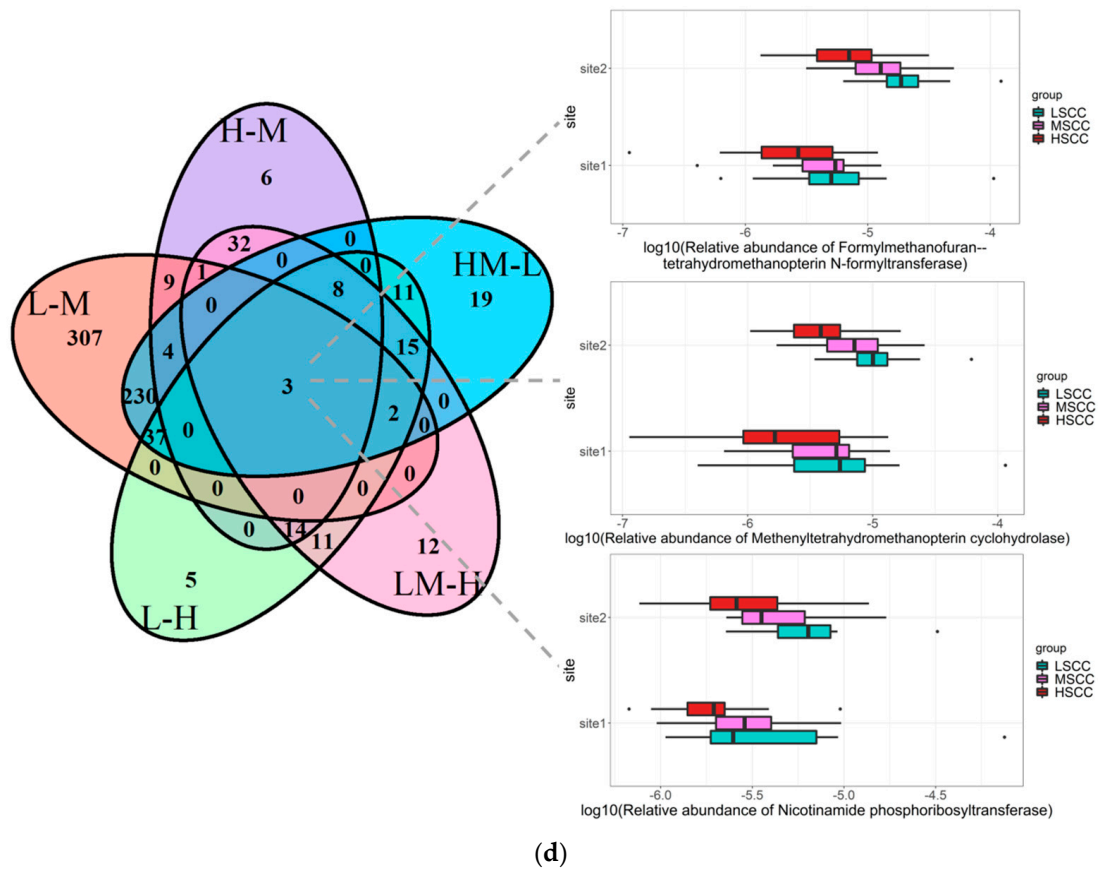 H-M
6
32
0
0
0
HM-L
19
9
1
0
8
11
L-M
307
4
15
3
230
2
0
0
37
0
0
0
0
0
0
0
14
11
12
LM-H
5
L-H
site2
site1
site
-7
-6
-5
-4
log10(Relative abundance of Formylmethanofuran--
tetrahydromethanopterin N-formyltransferase)
group
LSCC
MSCC
HSCC
site2
site1
site
-7
-6
-5
-4
log10(Relative abundance of Methenyltetrahydromethanopterin cyclohydrolase)
group
LSCC
MSCC
HSCC
site2
site1
site
-6.0
-5.5
-5.0
-4.5
log10(Relative abundance of Nicotinamide phosphoribosyltransferase)
group
LSCC
MSCC
HSCC
(d)